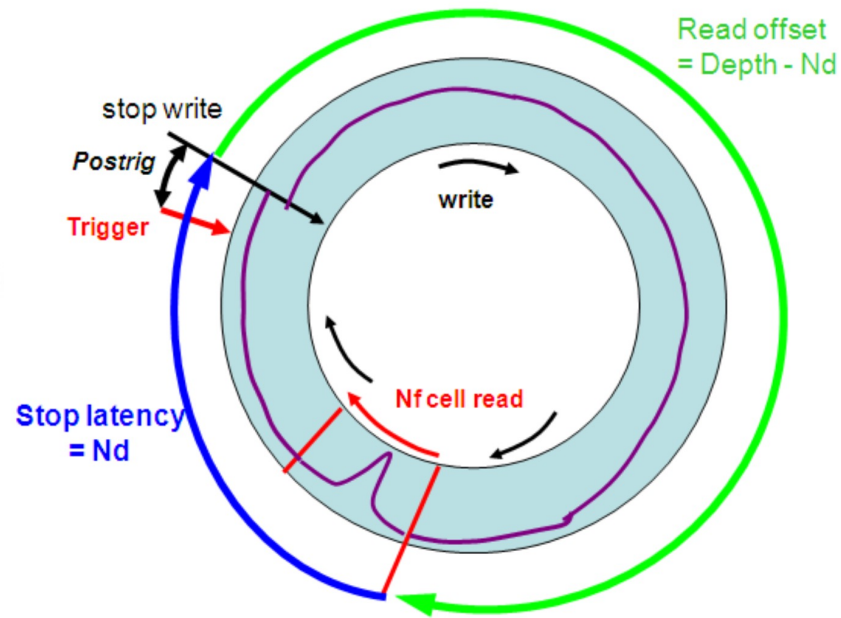 Read offset
= Depth - Nd
stop write
Postrig
Trigger
write
Nf cell read
Stop latency
= Nd